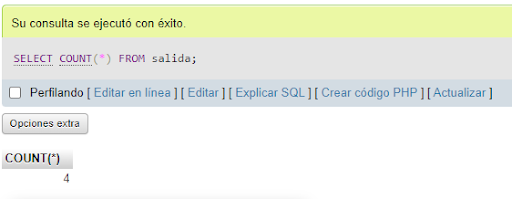 Su consulta se ejecutó con éxito.
SELECT COUNT(*) FROM salida;
Perfilando [ Editar en línea ] [ Editar ] [ Explicar SQL ] [ Crear código PHP ] [ Actualizar ]
Opciones extra
COUNT(*)
4